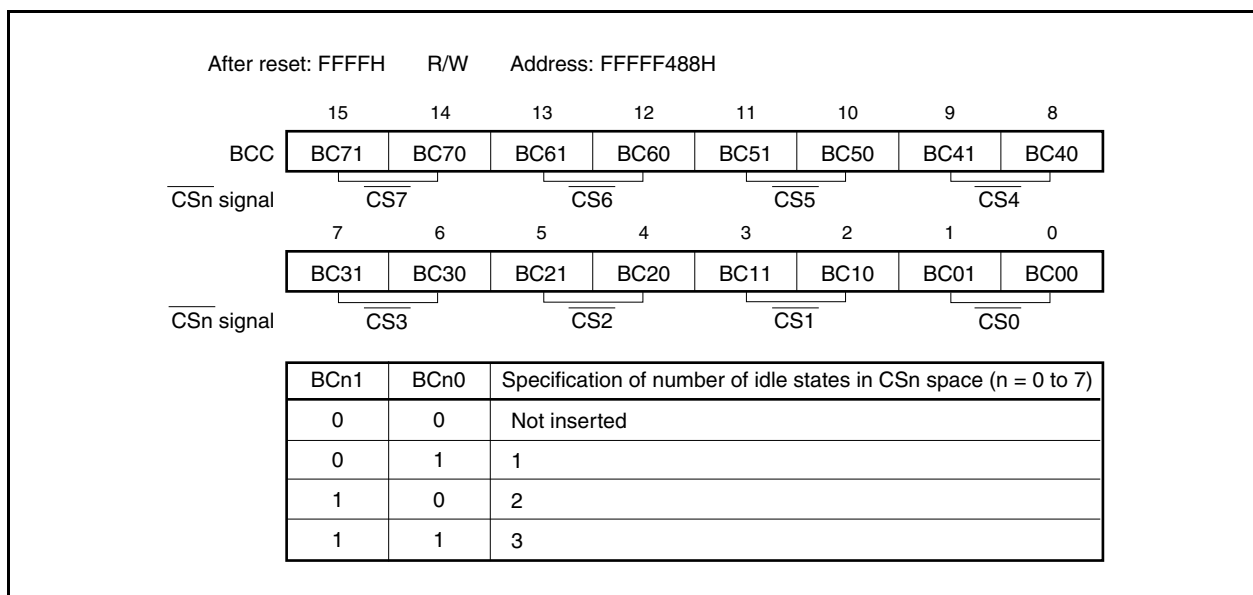 After reset: FFFFH R/W Address: FFFFF488H
15 14 13 12 11 10 9 8
BCC BC71 BC70 BC61 BC60 BC51 BC50 BC41 BC40
CSn signal CS7 CS6 CS5 CS4
7 6 5 4 3 2 1 0
BC31 BC30 BC21 BC20 BC11 BC10 BC01 BC00
CSn signal CS3 CS2 CS1 CS0
BCn1 BCn0 Specification of number of idle states in CSn space (n = 0 to 7)
0 0 Not inserted
0 1 1
1 0 2
1 1 3